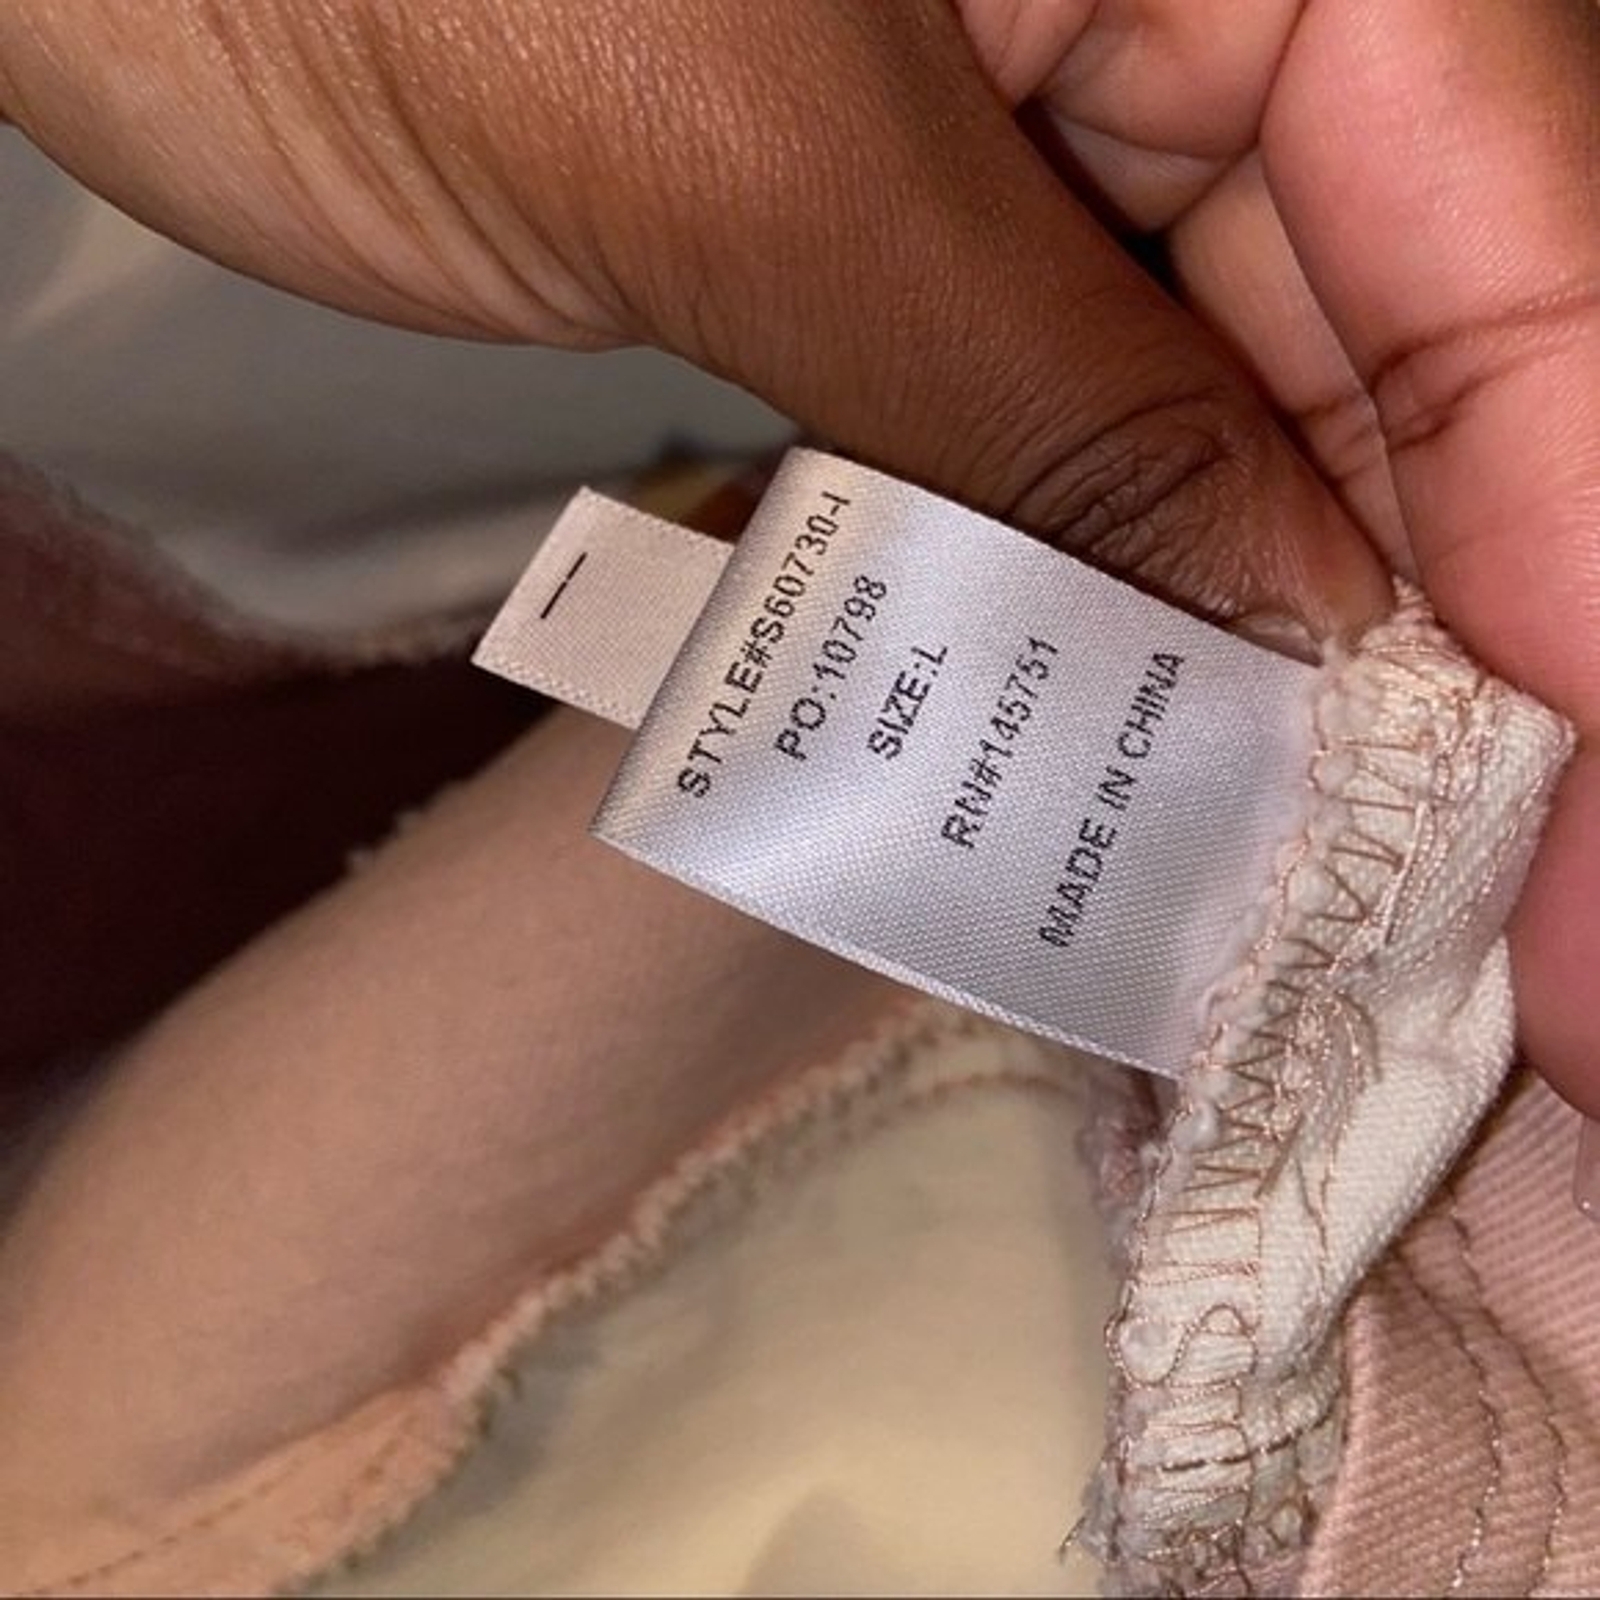 STYLE#S60730-I
PO:10798
SIZE:L
RN#145751
MADE IN CHINA